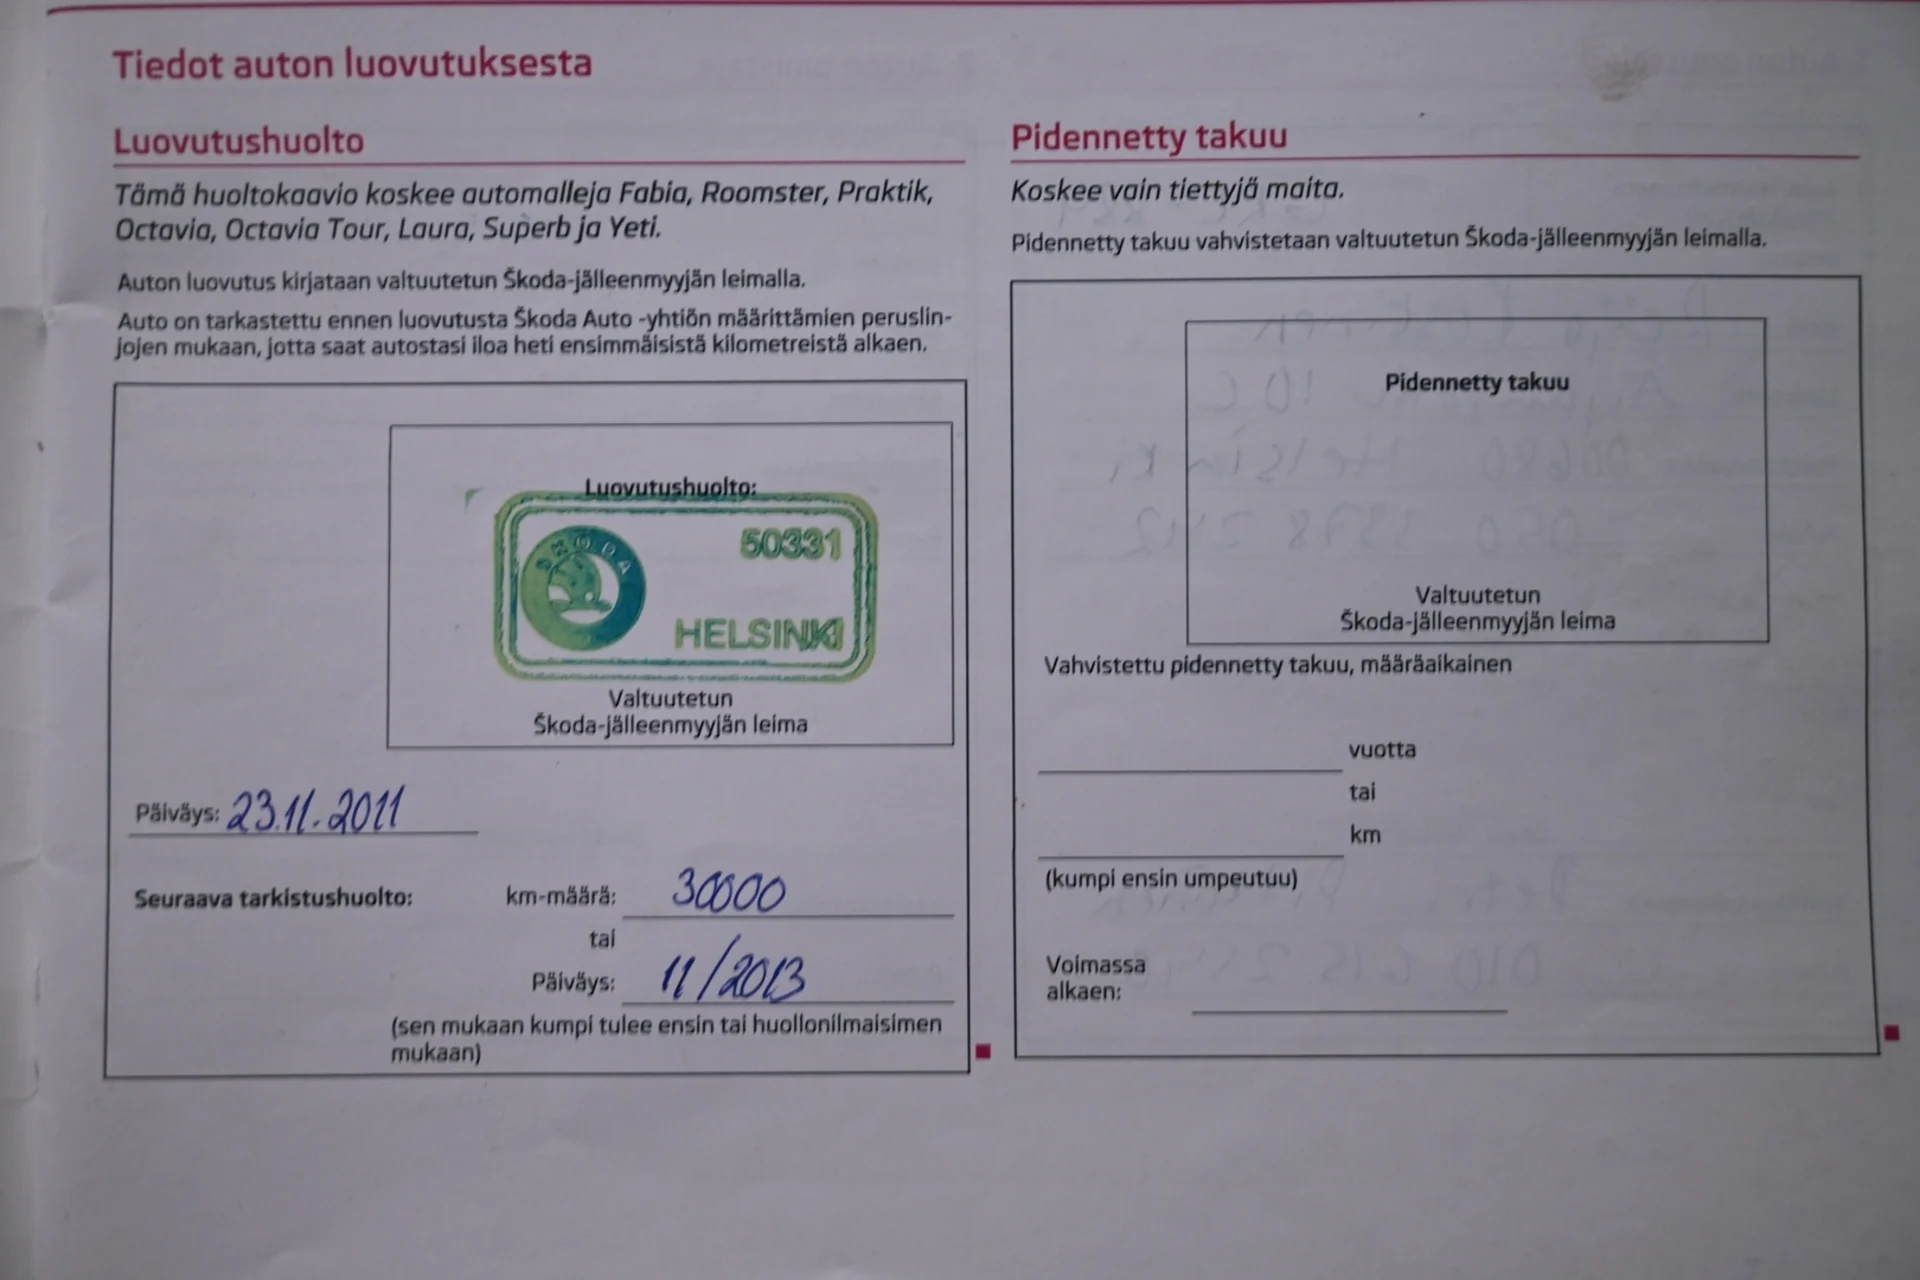 Tiedot auton luovutuksesta
Luovutushuolto
Tämä huoltokaavio koskee automalleja Fabia, Roomster, Praktik,
Octavia, Octavia Tour, Laura, Superb ja Yeti.
Auton luovutus kirjataan valtuutetun Škoda-jälleenmyyjän leimalla.
Auto on tarkastettu ennen luovutusta Škoda Auto -yhtiön määrittämien peruslin-
jojen mukaan, jotta saat autostasi iloa heti ensimmäisistä kilometreistä alkaen.
Luovutushuolto:
50331
SKODA
HELSINKI
Valtuutetun
Škoda-jälleenmyyjän leima
Päiväys: 23.11.2011
Seuraava tarkistushuolto: km-määrä: 30000
tai
Päiväys: 11/2013
(sen mukaan kumpi tulee ensin tai huollonilmaisimen
mukaan)
Pidennetty takuu
Koskee vain tiettyjä maita.
Pidennetty takuu vahvistetaan valtuutetun Škoda-jälleenmyyjän leimalla.
Pidennetty takuu
Valtuutetun
Škoda-jälleenmyyjän leima
Vahvistettu pidennetty takuu, määräaikainen
vuotta
tai
km
(kumpi ensin umpeutuu)
Voimassa
alkaen: